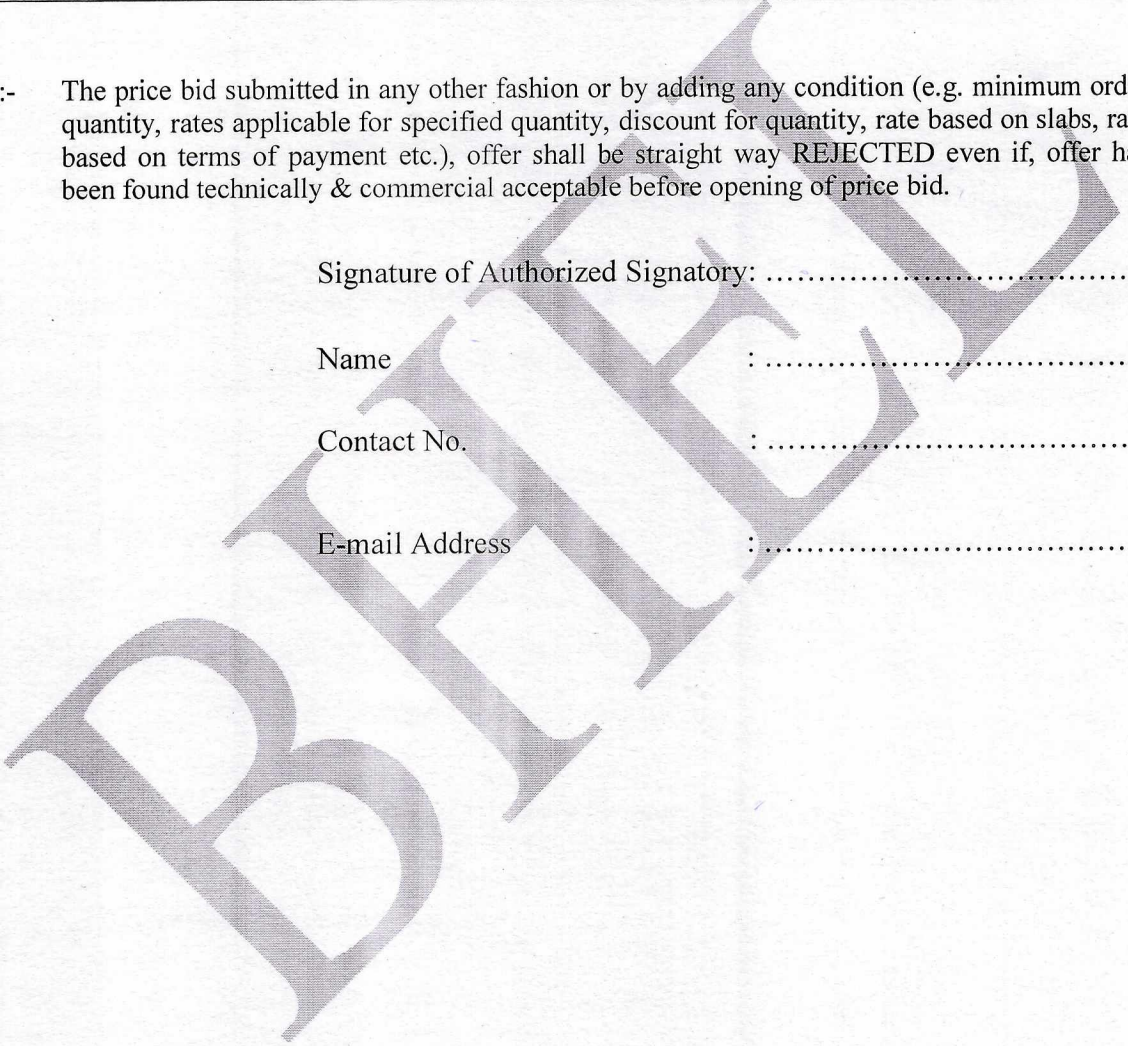 :- The price bid submitted in any other fashion or by adding any condition (e.g. minimum ord
quantity, rates applicable for specified quantity, discount for quantity, rate based on slabs, ra
based on terms of payment etc.), offer shall be straight way REJECTED even if, offer ha
been found technically & commercial acceptable before opening of price bid.
Signature of Authorized Signatory: ....................................
Name : ....................................
Contact No. : ....................................
E-mail Address : ....................................
BHEL